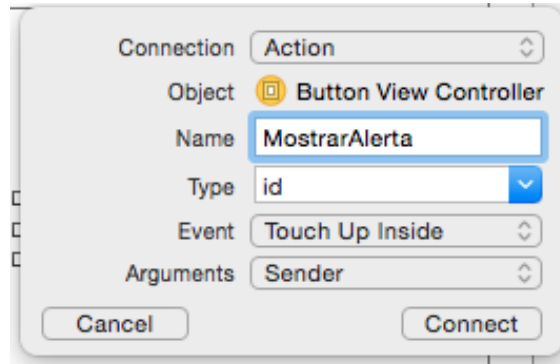 Connection Action
Object Button View Controller
Name MostrarAlerta
Type id
Event Touch Up Inside
Arguments Sender
Cancel Connect